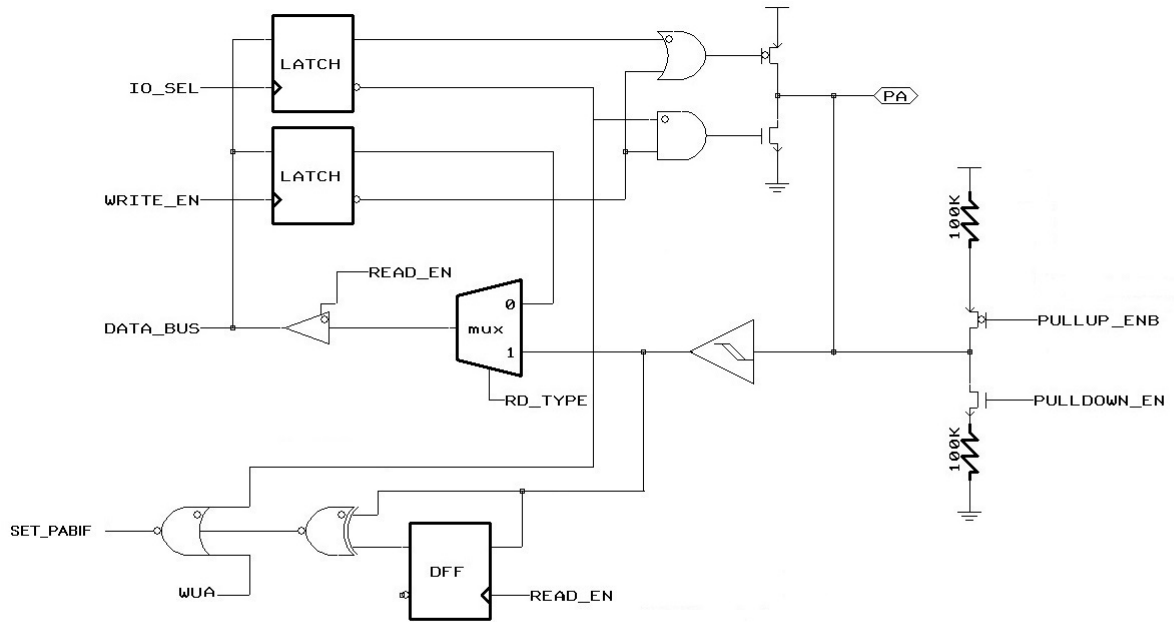 LATCH
IO_SEL
PA
LATCH
WRITE_EN
100K
READ_EN
0
DATA_BUS
mux
PULLUP_ENB
1
RD_TYPE
PULLDOWN_EN
100K
SET_PABIF
DFF
WUA
READ_EN